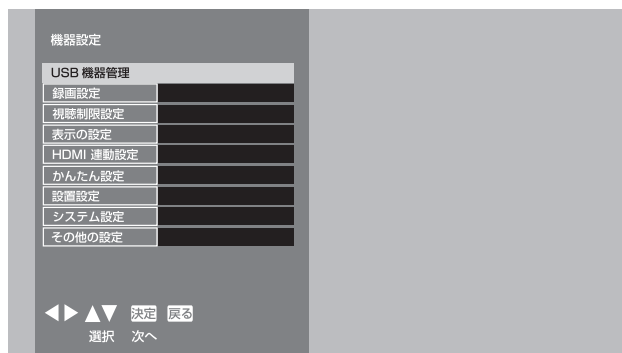 機器設定
USB 機器管理
録画設定
視聴制限設定
表示の設定
HDMI 連動設定
かんたん設定
設置設定
システム設定
その他の設定
決定 戻る
選択 次へ